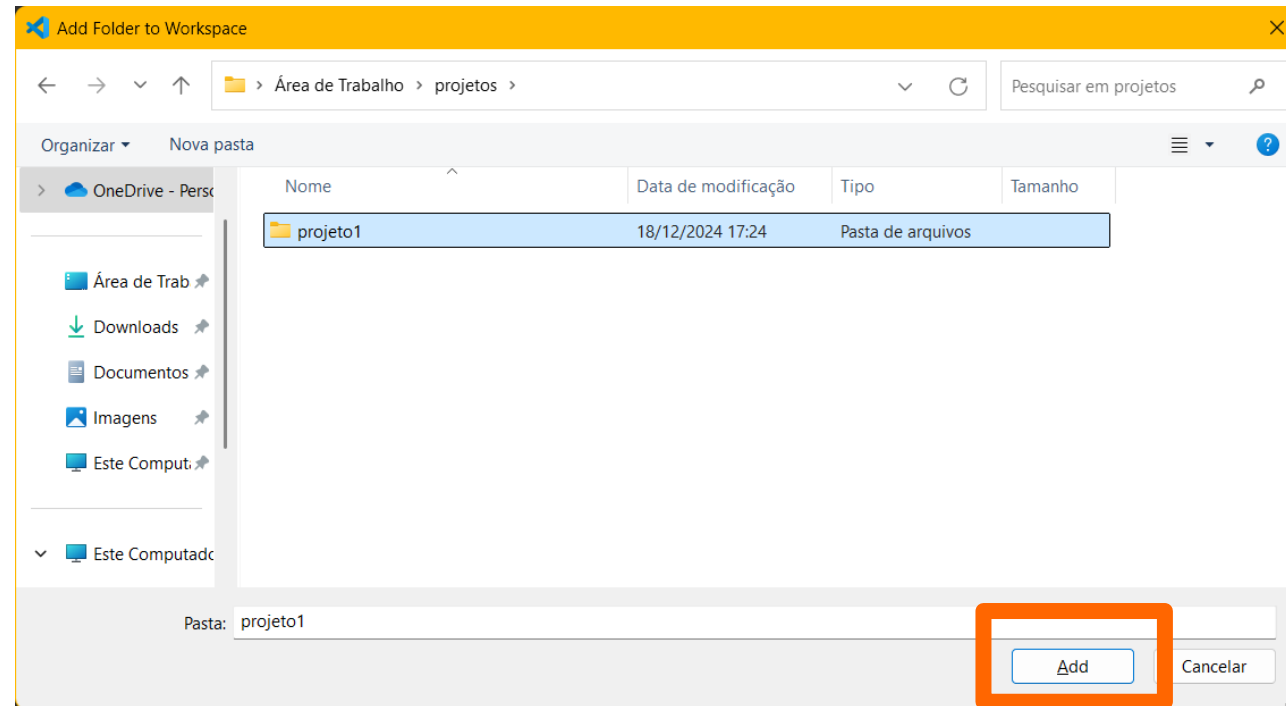 Add Folder to Workspace
Área de Trabalho > projetos >
Pesquisar em projetos
Organizar
Nova pasta
OneDrive - Perso
Nome
Data de modificação
Tipo
Tamanho
projeto1
18/12/2024 17:24
Pasta de arquivos
Área de Trab
Downloads
Documentos
Imagens
Este Comput
Este Computado
Pasta: projeto1
Add
Cancelar